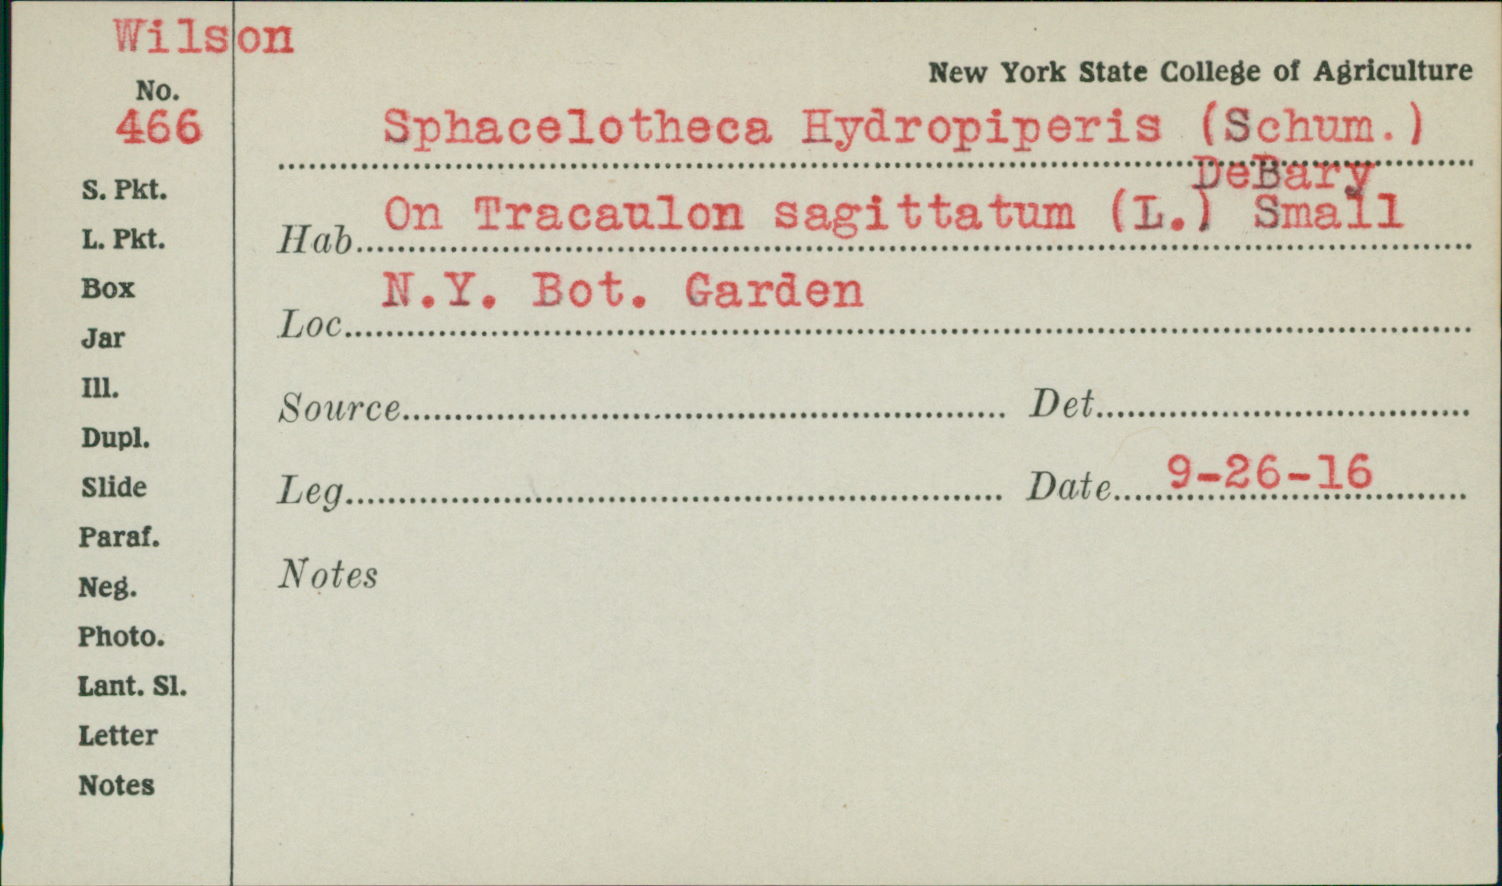 Wilson
New York State College of Agriculture
No.
466
Sphacelotheca Hydropiperis (Schum.)
DeBary
S. Pkt.
Hab. On Tracaulon sagittatum (L.) Small
L. Pkt.
Loc. N.Y. Bot. Garden
Box
Jar
Ill.
Source Det.
Dupl.
Slide
Leg. Date 9-26-16
Paraf.
Notes
Neg.
Photo.
Lant. Sl.
Letter
Notes